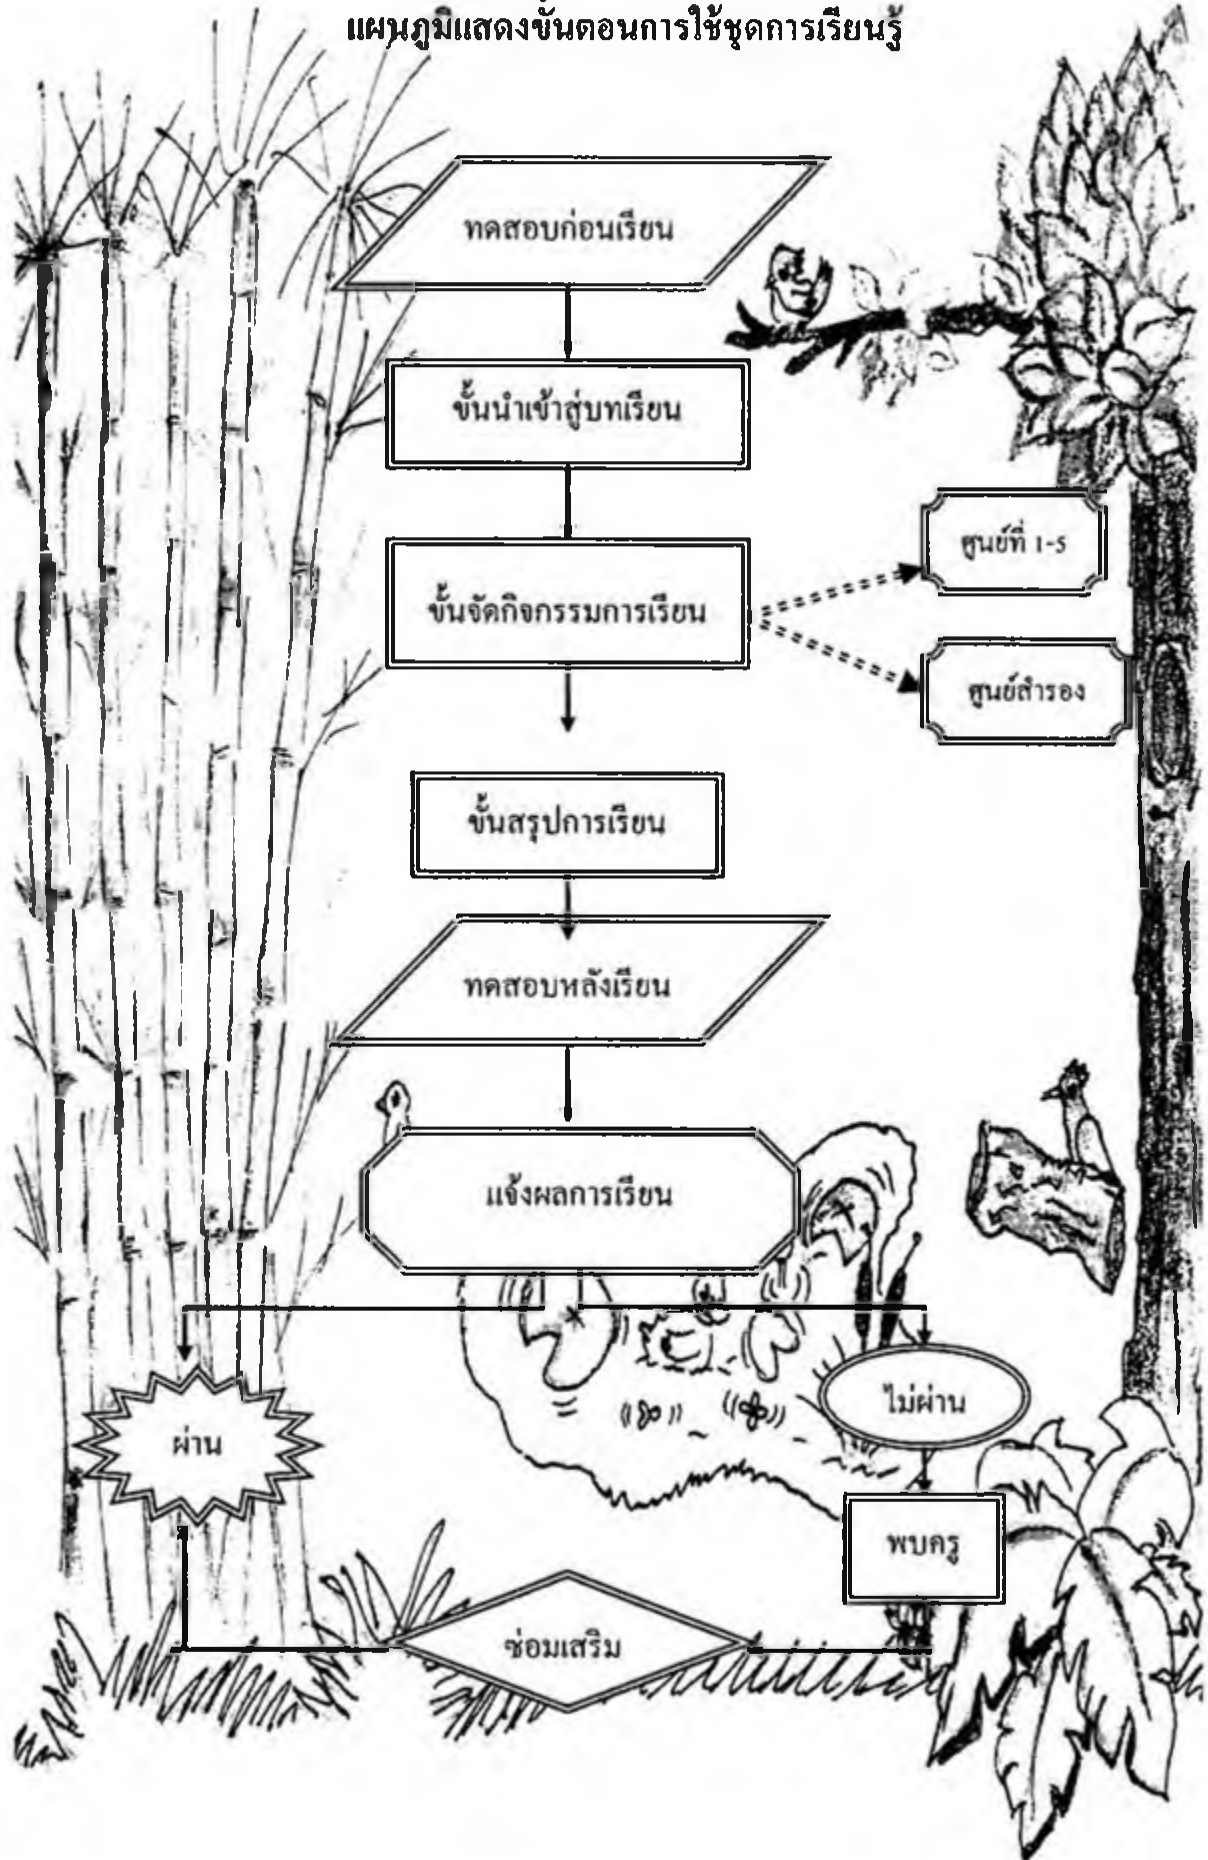 แผนภูมิแสดงขั้นตอนการใช้ชุดการเรียนรู้
ทดสอบก่อนเรียน
ขั้นนำเข้าสู่บทเรียน
ขั้นจัดกิจกรรมการเรียน
ศูนย์ที่ 1-5
ศูนย์สำรอง
ขั้นสรุปการเรียน
ทดสอบหลังเรียน
แจ้งผลการเรียน
ผ่าน
ไม่ผ่าน
พบครู
ซ่อมเสริม